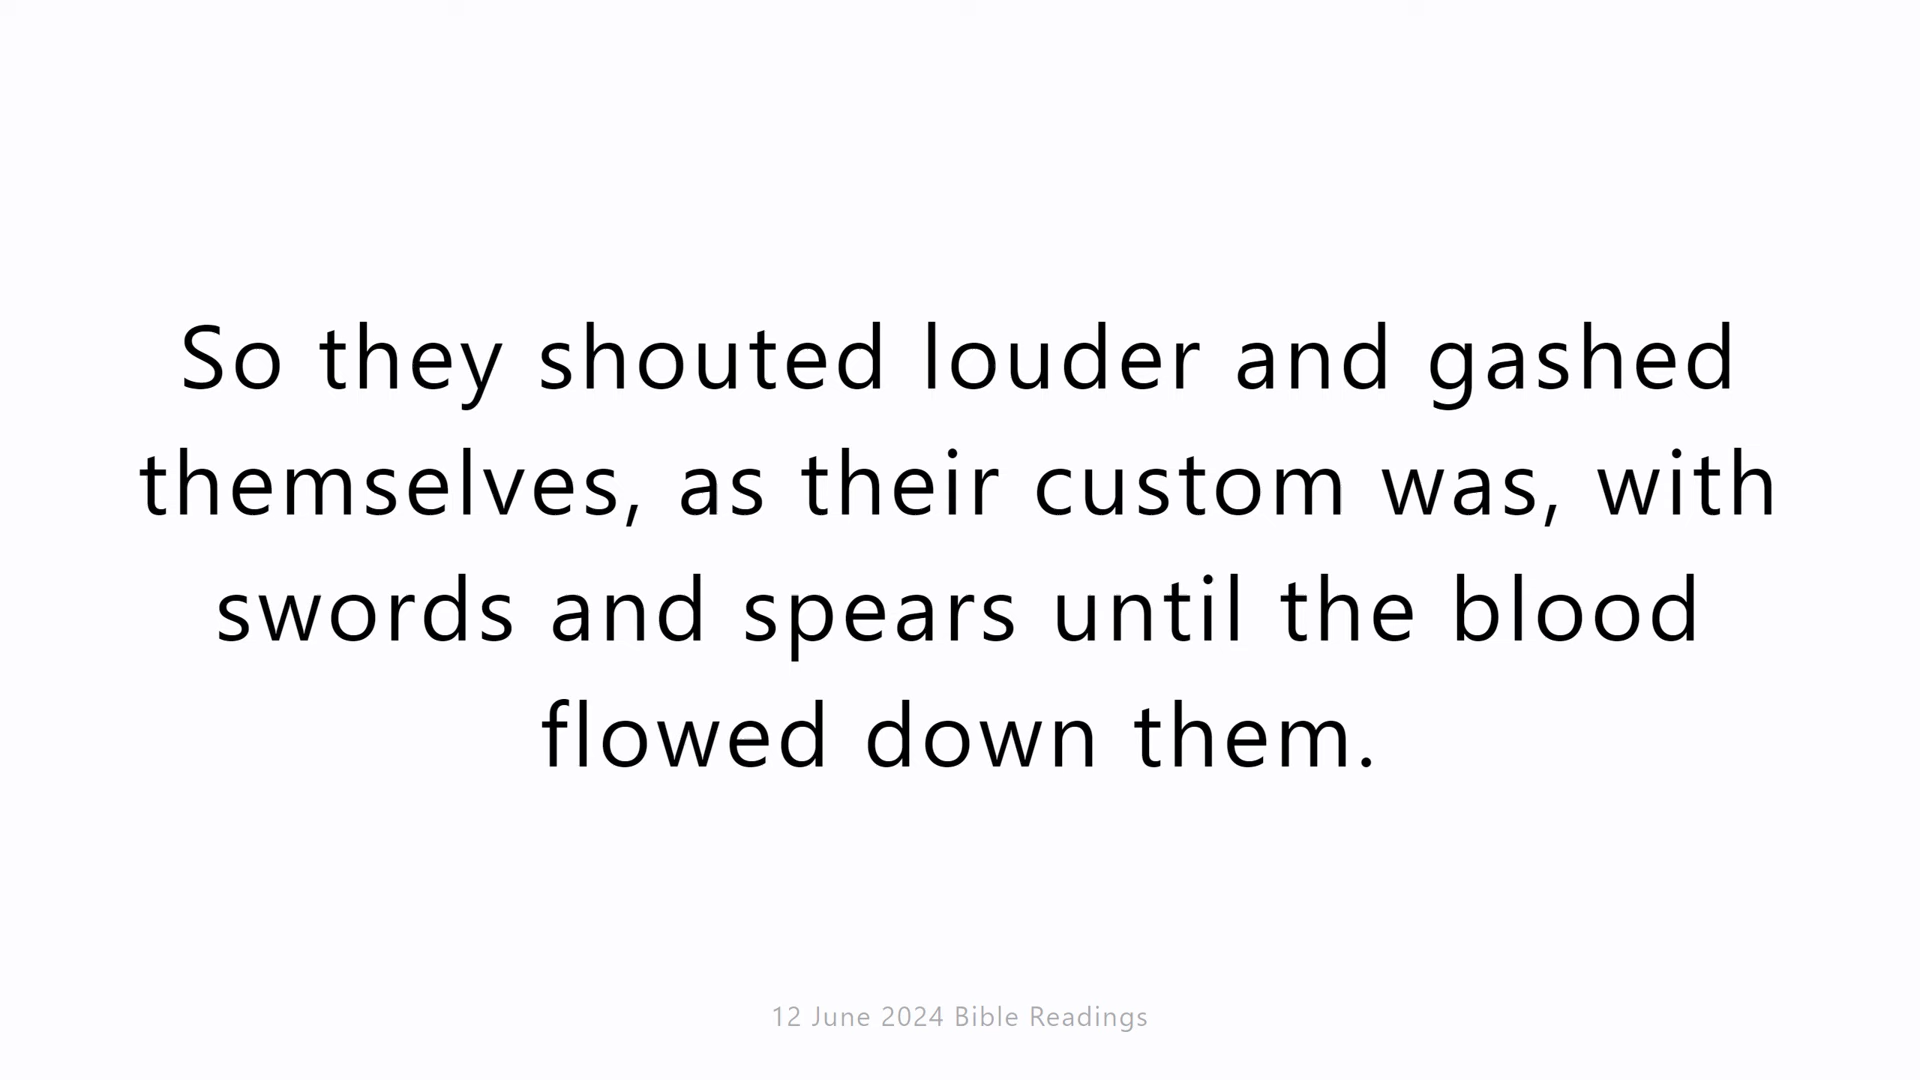 So they shouted louder and gashed
themselves, as their custom was, with
swords and spears until the blood
flowed down them.
12 June 2024 Bible Readings